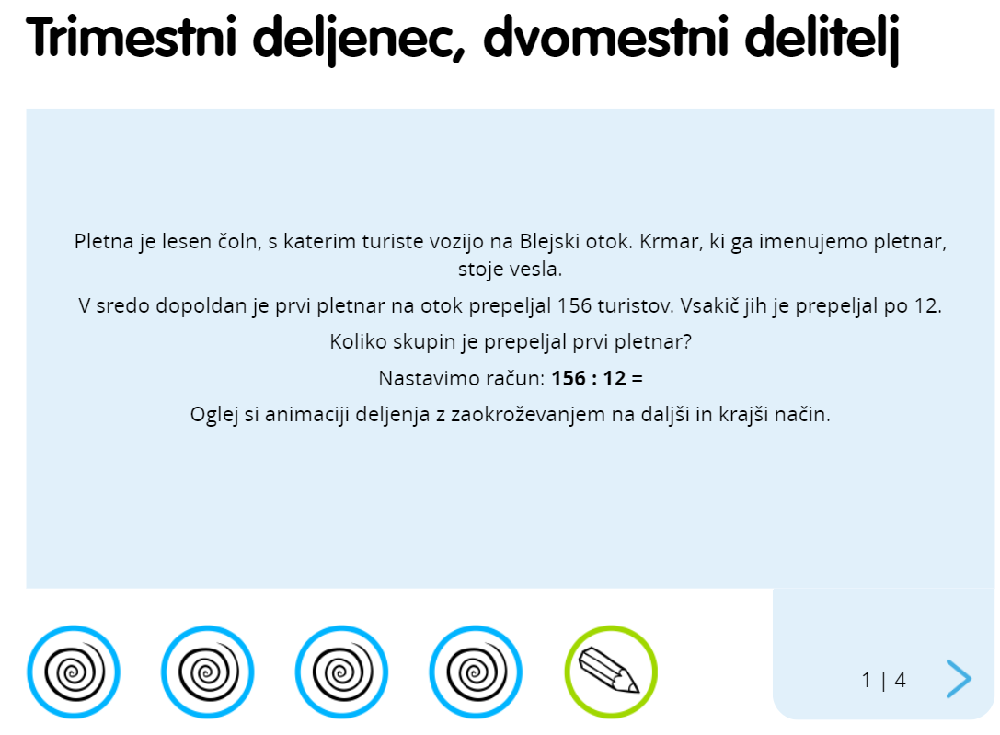 Trimestni deljenec, dvomestni delitelj
Pletna je lesen čoln, s katerim turiste vozijo na Blejski otok. Krmar, ki ga imenujemo pletnar,
stoje vesla.
V sredo dopoldan je prvi pletnar na otok prepeljal 156 turistov. Vsakič jih je prepeljal po 12.
Koliko skupin je prepeljal prvi pletnar?
Nastavimo račun: 156 : 12 =
Oglej si animaciji deljenja z zaokroževanjem na daljši in krajši način.
1 | 4